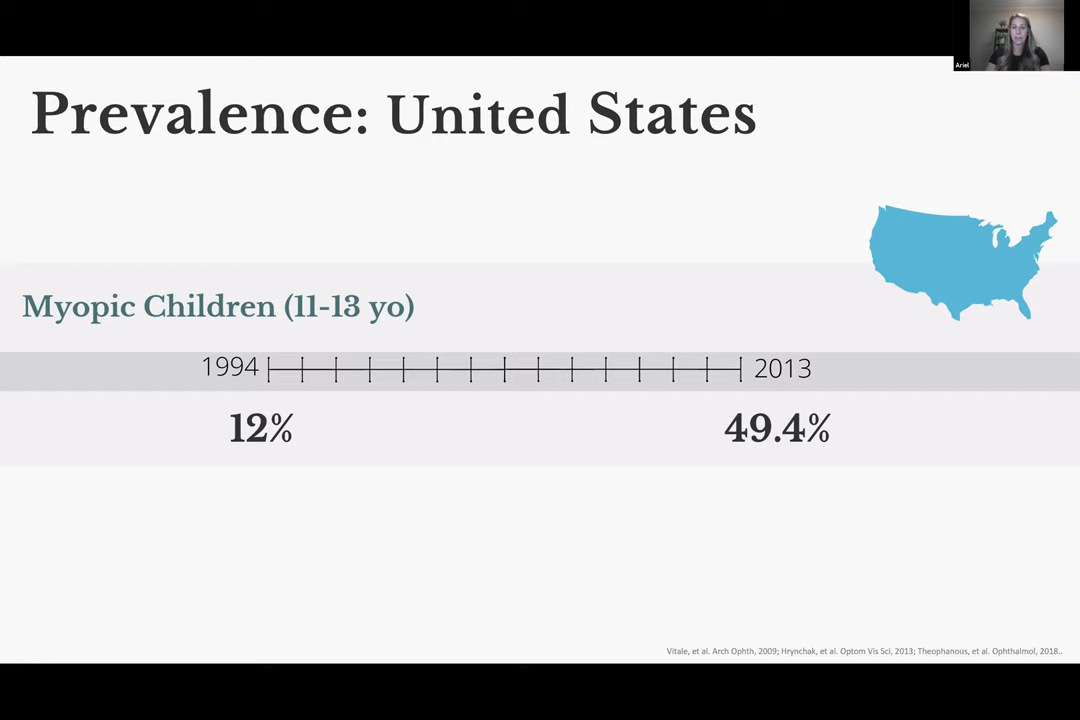 Ariel
Prevalence: United States
Myopic Children (11-13 yo)
1994 2013
12% 49.4%
Vitale, et al. Arch Ophth, 2009; Hrynchak, et al. Optom Vis Sci, 2013; Theophanous, et al. Ophthalmol, 2018..